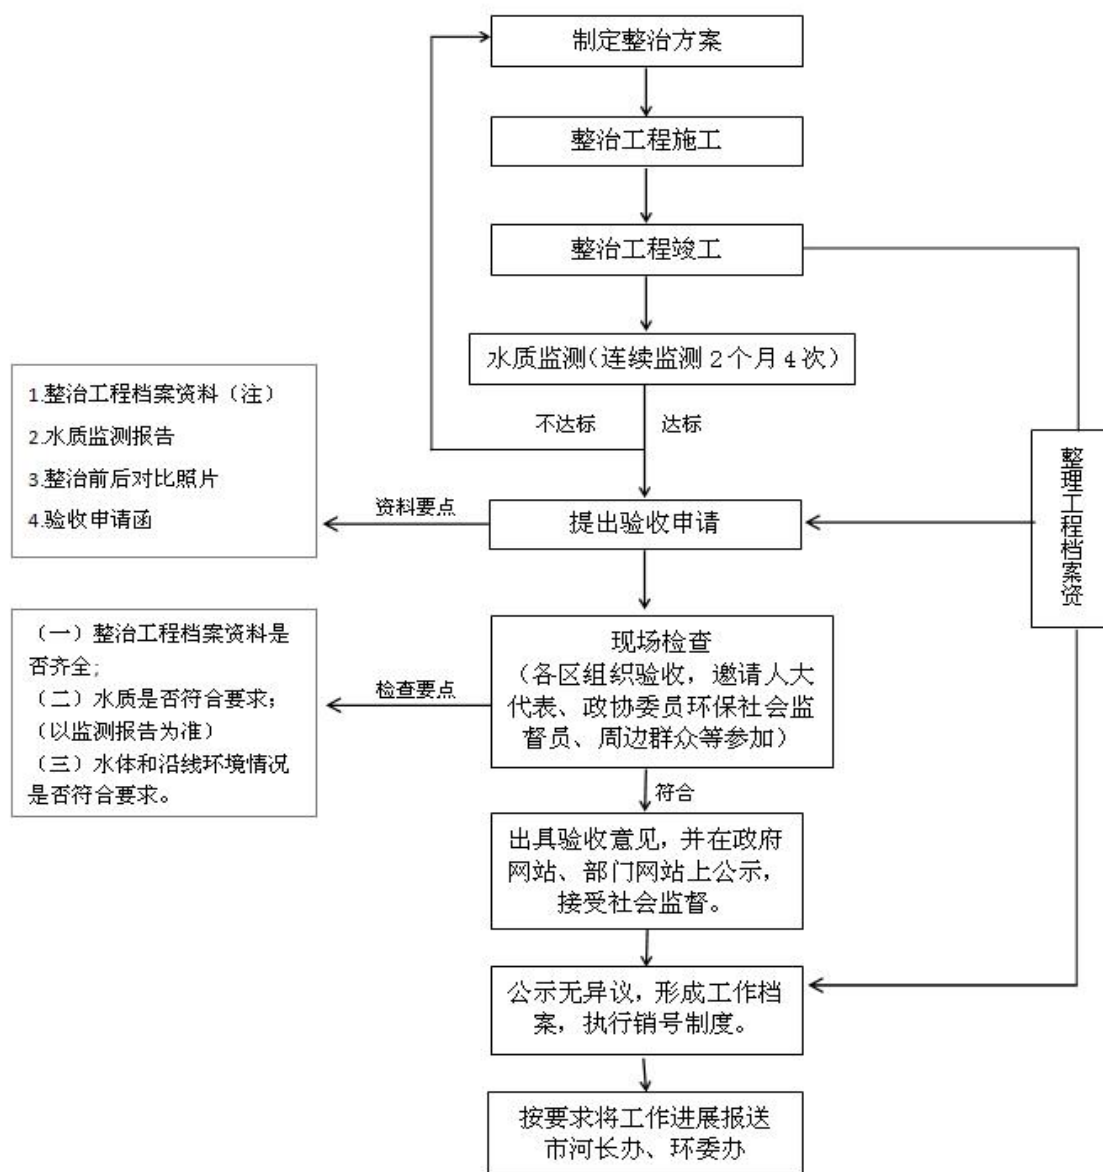 制定整治方案
整治工程施工
整治工程竣工
水质监测(连续监测2个月4次)
不达标
达标
1.整治工程档案资料（注）
2.水质监测报告
3.整治前后对比照片
4.验收申请函
资料要点
提出验收申请
整理工程档案资
（一）整治工程档案资料是
否齐全;
（二）水质是否符合要求;
（以监测报告为准）
（三）水体和沿线环境情况
是否符合要求。
检查要点
现场检查
（各区组织验收，邀请人大
代表、政协委员环保社会监
督员、周边群众等参加）
符合
出具验收意见，并在政府
网站、部门网站上公示，
接受社会监督。
公示无异议，形成工作档
案，执行销号制度。
按要求将工作进展报送
市河长办、环委办